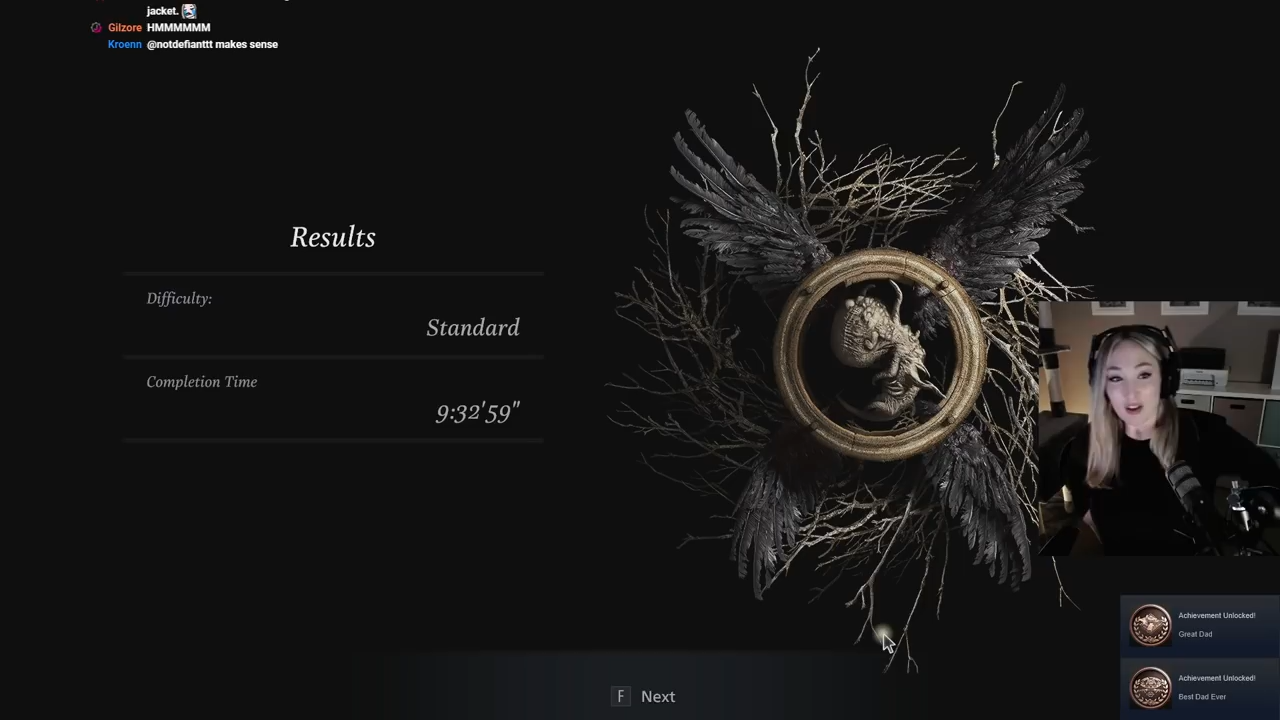 jacket.
Gilzore HMMMMMM
Kroenn @notdefianttt makes sense
Results
Difficulty:
Standard
Completion Time
9:32'59"
F Next
Achievement Unlocked!
Great Dad
Achievement Unlocked!
Best Dad Ever